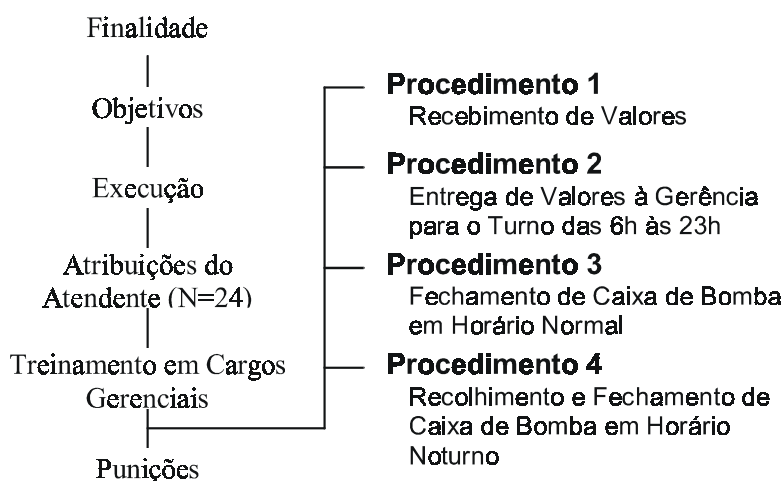 Finalidade
Objetivos
Execução
Atribuições do
Atendente (N=24)
Treinamento em Cargos
Gerenciais
Punições
Procedimento 1
Recebimento de Valores
Procedimento 2
Entrega de Valores à Gerência
para o Turno das 6h às 23h
Procedimento 3
Fechamento de Caixa de Bomba
em Horário Normal
Procedimento 4
Recolhimento e Fechamento de
Caixa de Bomba em Horário
Noturno